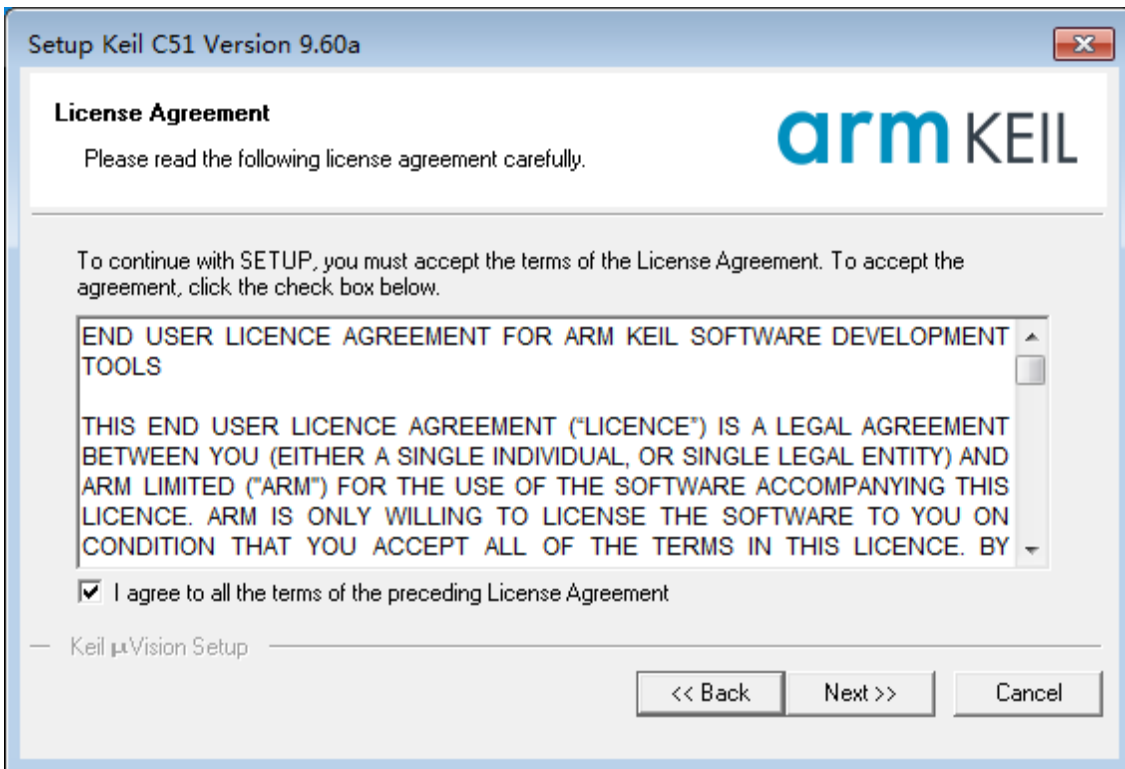 Setup Keil C51 Version 9.60a
License Agreement
Please read the following license agreement carefully.
arm KEIL
To continue with SETUP, you must accept the terms of the License Agreement. To accept the
agreement, click the check box below.
END USER LICENCE AGREEMENT FOR ARM KEIL SOFTWARE DEVELOPMENT
TOOLS
THIS END USER LICENCE AGREEMENT (“LICENCE”) IS A LEGAL AGREEMENT
BETWEEN YOU (EITHER A SINGLE INDIVIDUAL, OR SINGLE LEGAL ENTITY) AND
ARM LIMITED ("ARM") FOR THE USE OF THE SOFTWARE ACCOMPANYING THIS
LICENCE. ARM IS ONLY WILLING TO LICENSE THE SOFTWARE TO YOU ON
CONDITION THAT YOU ACCEPT ALL OF THE TERMS IN THIS LICENCE. BY
I agree to all the terms of the preceding License Agreement
Keil µVision Setup
<< Back
Next >>
Cancel